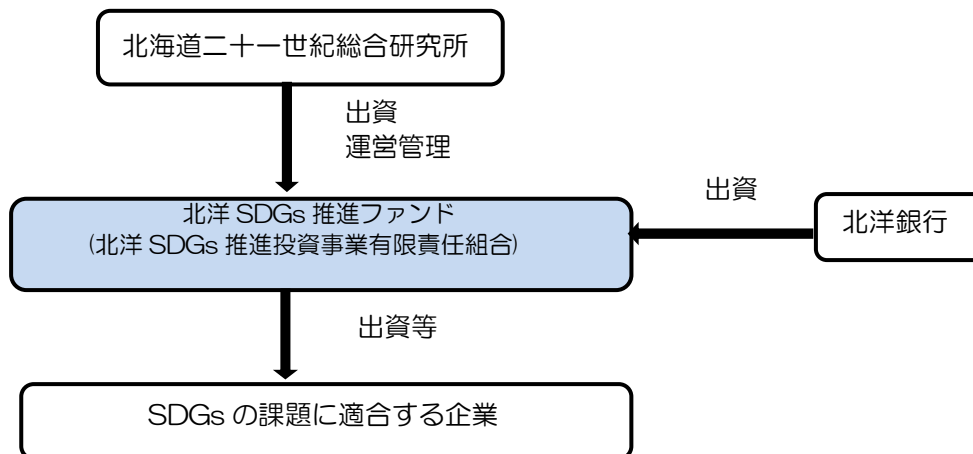 北海道二十一世紀総合研究所
出資
運営管理
出資
北洋 SDGs 推進ファンド
(北洋 SDGs 推進投資事業有限責任組合)
北洋銀行
出資等
SDGs の課題に適合する企業